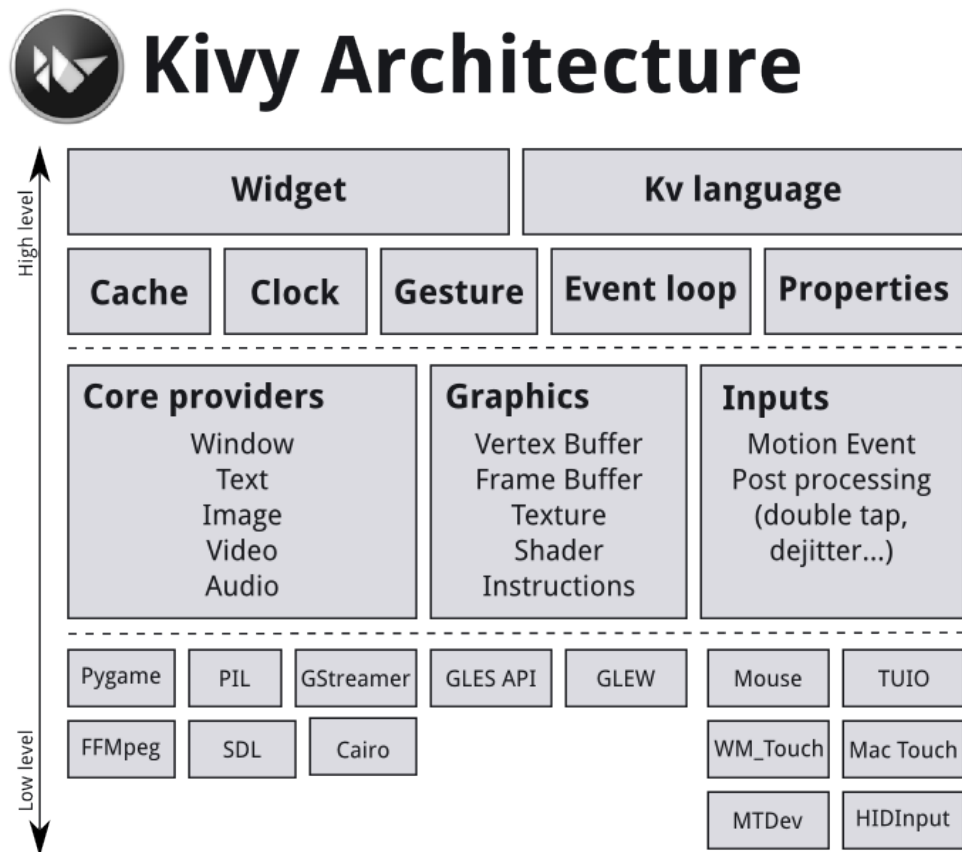 Kivy Architecture
High level
Widget
Kv language
Cache
Clock
Gesture
Event loop
Properties
Core providers
Window
Text
Image
Video
Audio
Graphics
Vertex Buffer
Frame Buffer
Texture
Shader
Instructions
Inputs
Motion Event
Post processing
(double tap,
dejitter...)
Low level
Pygame
PIL
GStreamer
GLES API
GLEW
Mouse
TUIO
FFMpeg
SDL
Cairo
WM_Touch
Mac Touch
MTDev
HIDInput